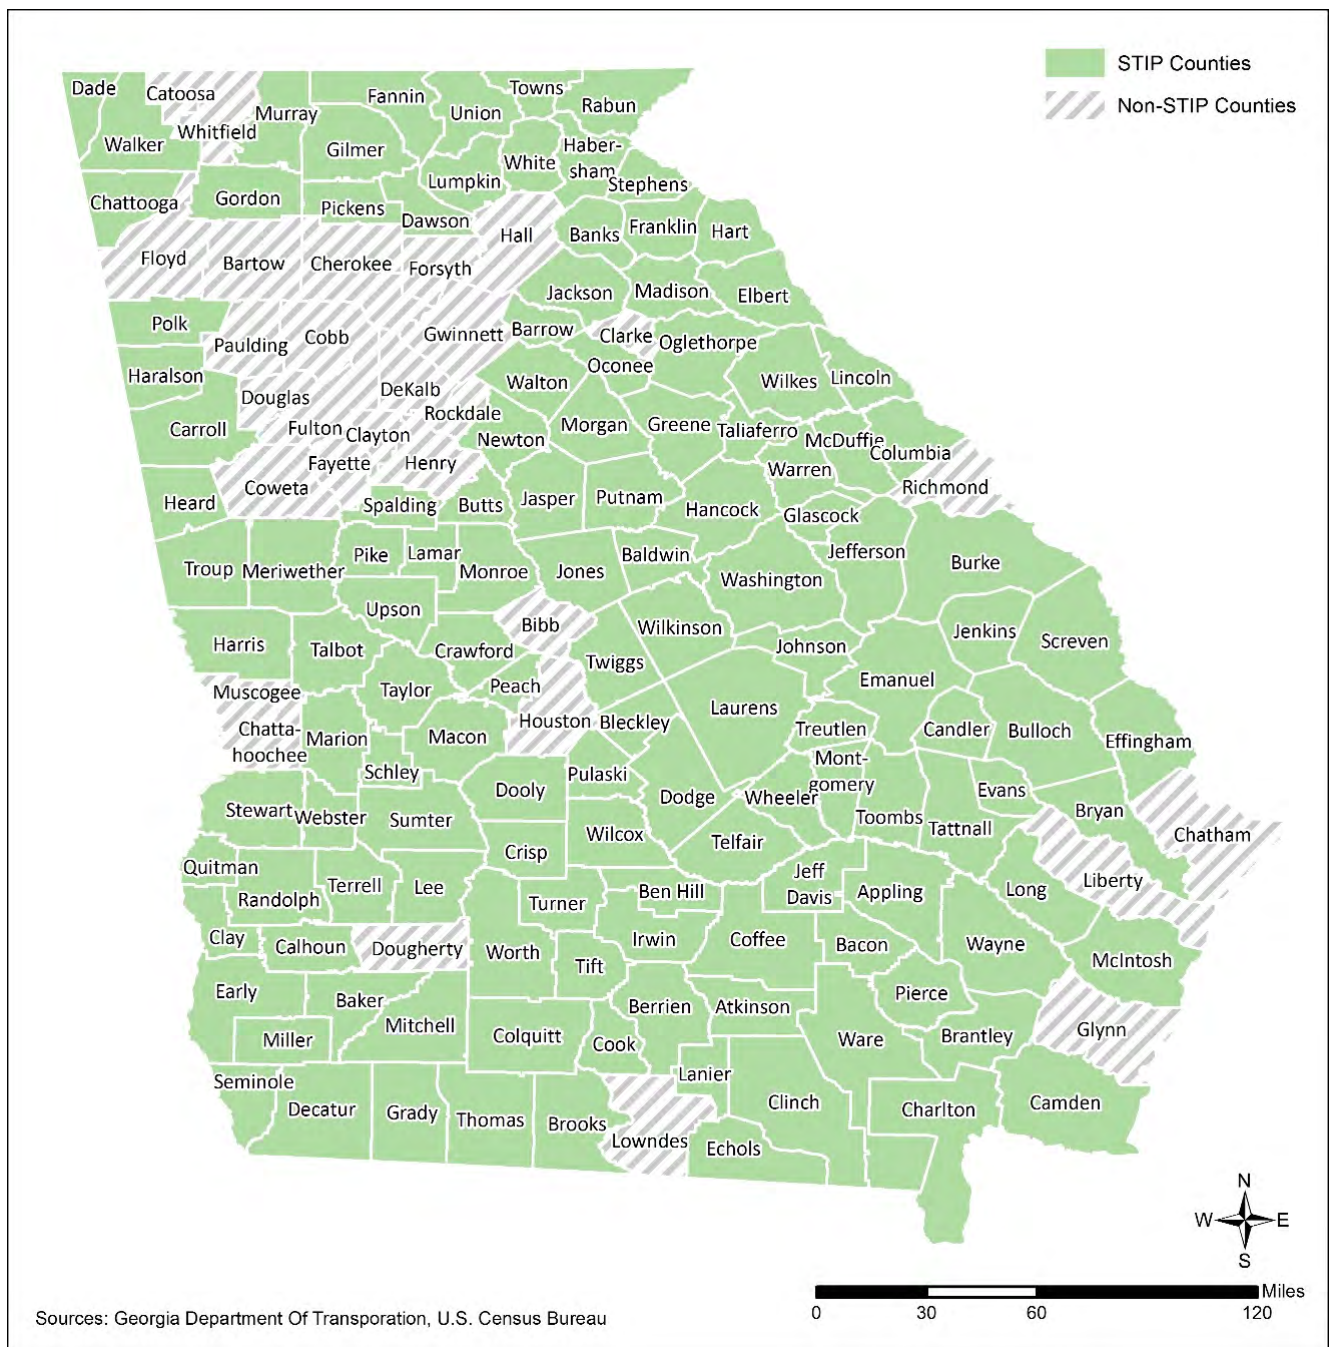 STIP Counties
Non-STIP Counties
Dade
Catoosa
Fannin
Towns
Union
Rabun
Murray
Whitfield
Walker
Gilmer
White
Haber-
sham
Lumpkin
Stephens
Chattooga
Gordon
Pickens
Dawson
Hall
Banks
Franklin
Hart
Floyd
Bartow
Cherokee
Forsyth
Jackson
Madison
Elbert
Polk
Paulding
Cobb
Gwinnett
Barrow
Clarke
Oglethorpe
Oconee
Haralson
Douglas
DeKalb
Walton
Wilkes
Lincoln
Rockdale
Carroll
Fulton
Clayton
Newton
Morgan
Greene
Taliaferro
McDuffie
Columbia
Fayette
Henry
Warren
Coweta
Richmond
Heard
Spalding
Butts
Jasper
Putnam
Hancock
Glascock
Troup
Meriwether
Pike
Lamar
Monroe
Jones
Baldwin
Washington
Jefferson
Burke
Upson
Bibb
Wilkinson
Jenkins
Screven
Harris
Talbot
Crawford
Twiggs
Johnson
Muscogee
Taylor
Peach
Emanuel
Chatta-
hoochee
Marion
Macon
Houston
Bleckley
Laurens
Treutlen
Candler
Bulloch
Effingham
Schley
Pulaski
Mont-
gomery
Dooly
Dodge
Wheeler
Evans
Stewart
Webster
Sumter
Wilcox
Toombs
Tattnall
Bryan
Chatham
Crisp
Telfair
Quitman
Randolph
Terrell
Lee
Turner
Ben Hill
Jeff
Davis
Appling
Long
Liberty
Clay
Calhoun
Dougherty
Worth
Tift
Irwin
Coffee
Bacon
Wayne
McIntosh
Early
Baker
Mitchell
Berrien
Atkinson
Pierce
Miller
Colquitt
Cook
Ware
Brantley
Glynn
Seminole
Decatur
Grady
Thomas
Brooks
Lanier
Clinch
Charlton
Camden
Lowndes
Echols
N
W
E
S
Miles
0
30
60
120
Sources: Georgia Department Of Transporation, U.S. Census Bureau